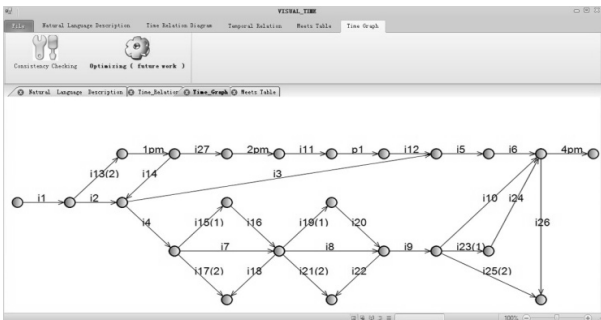 VISUAL_TIME
File Natural Language Description Time Relation Diagram Temporal Relation Meets Table Time Graph
Consistency Checking Optimizing ( future work )
Natural Language Description Time_Relation Time_Graph Meets Table
1pm i27 2pm i11 p1 i12 i5 i6 4pm
i13(2) i14 i3
i1 i2 i10 i24
i4 i15(1) i16 i19(1) i20 i26
i7 i8 i9 i23(1)
i17(2) i18 i21(2) i22 i25(2)
100%